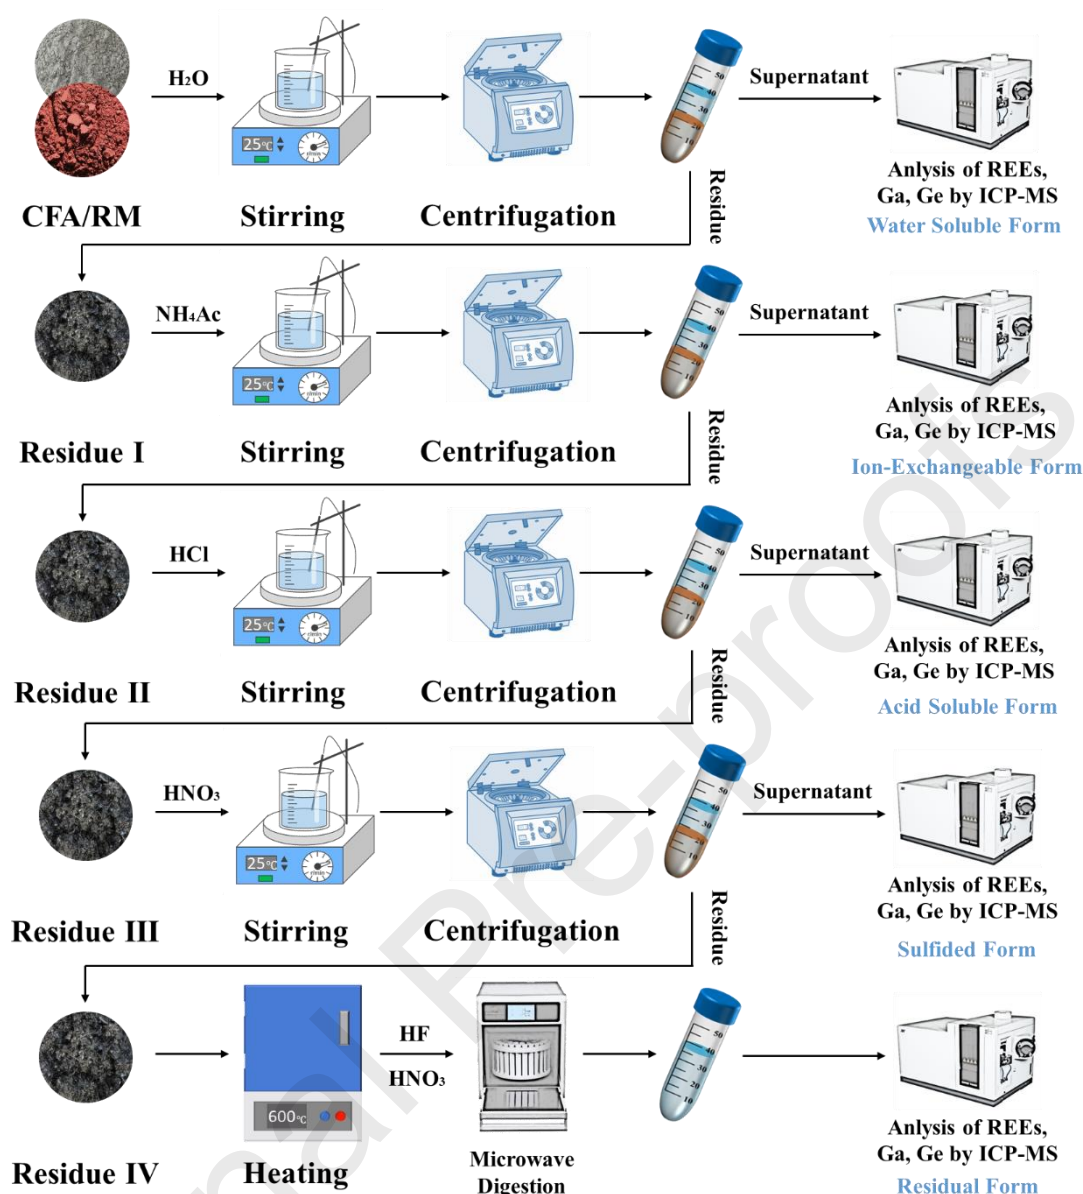 H₂O
Supernatant
25℃
Anlysis of REEs,
Ga, Ge by ICP-MS
CFA/RM
Stirring
Centrifugation
Residue
Water Soluble Form
NH₄Ac
Supernatant
25℃
Anlysis of REEs,
Ga, Ge by ICP-MS
Residue I
Stirring
Centrifugation
Residue
Ion-Exchangeable Form
HCl
Supernatant
25℃
Anlysis of REEs,
Ga, Ge by ICP-MS
Residue II
Stirring
Centrifugation
Residue
Acid Soluble Form
HNO₃
Supernatant
25℃
Anlysis of REEs,
Ga, Ge by ICP-MS
Residue III
Stirring
Centrifugation
Residue
Sulfided Form
HF
HNO₃
600℃
Anlysis of REEs,
Ga, Ge by ICP-MS
Residue IV
Heating
Microwave
Digestion
Residual Form
Pre-proofs